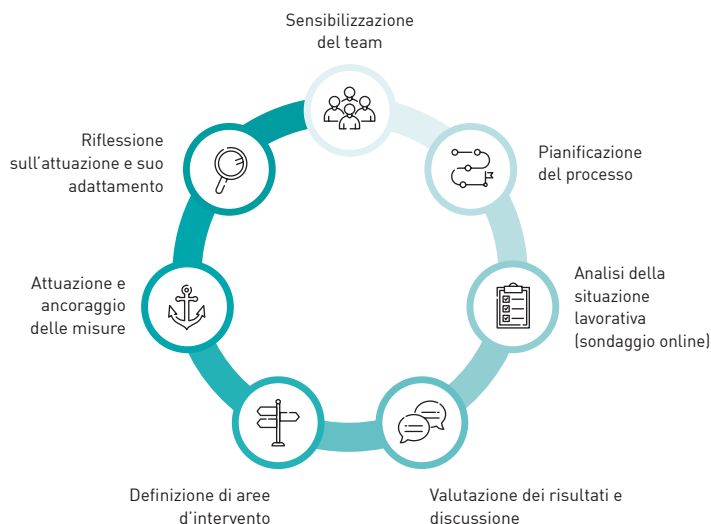 Sensibilizzazione
del team
Pianificazione
del processo
Analisi della
situazione
lavorativa
(sondaggio online)
Valutazione dei risultati e
discussione
Definizione di aree
d'intervento
Attuazione e
ancoraggio
delle misure
Riflessione
sull'attuazione e suo
adattamento